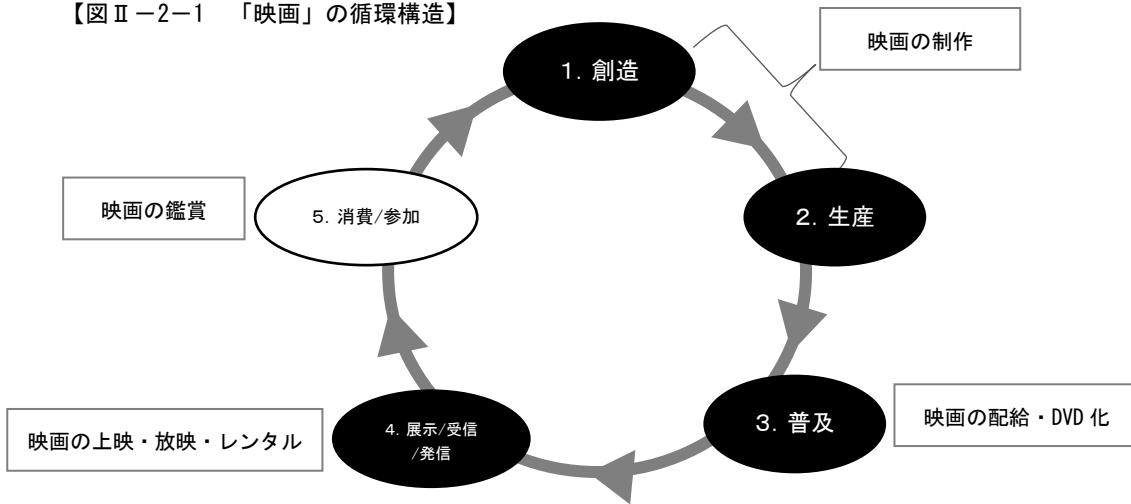 【図Ⅱ-2-1 「映画」の循環構造】
映画の制作
1. 創造
映画の鑑賞
5. 消費/参加
2. 生産
映画の上映・放映・レンタル
4. 展示/受信
/発信
3. 普及
映画の配給・DVD 化